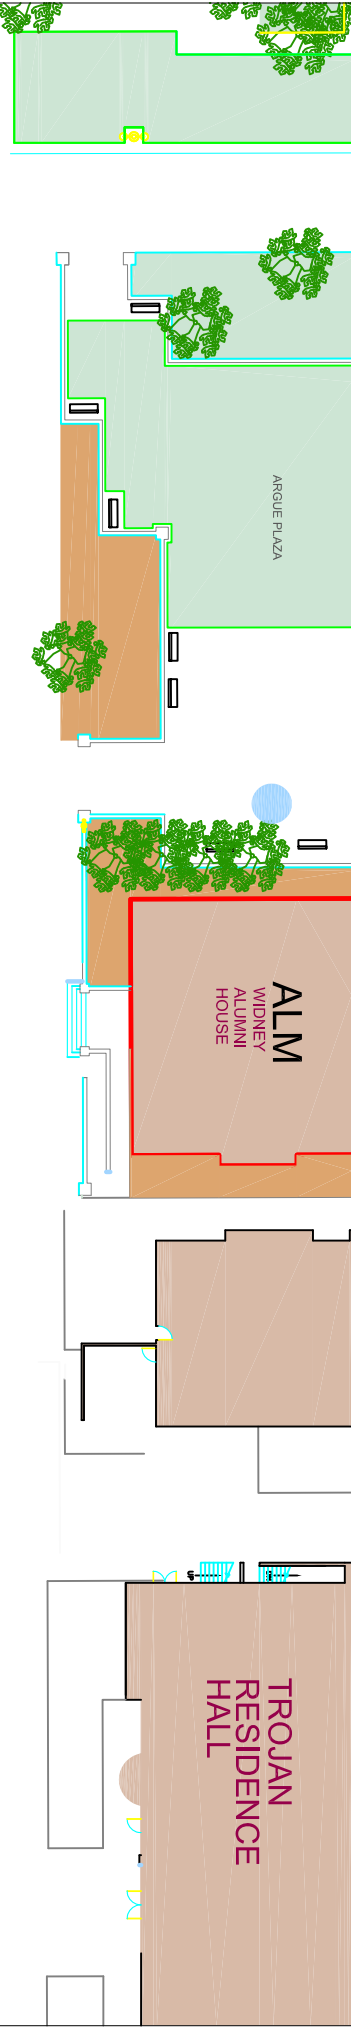 ARGUE PLAZA
ALM
WIDNEY
ALUMNI
HOUSE
TROJAN
RESIDENCE
HALL